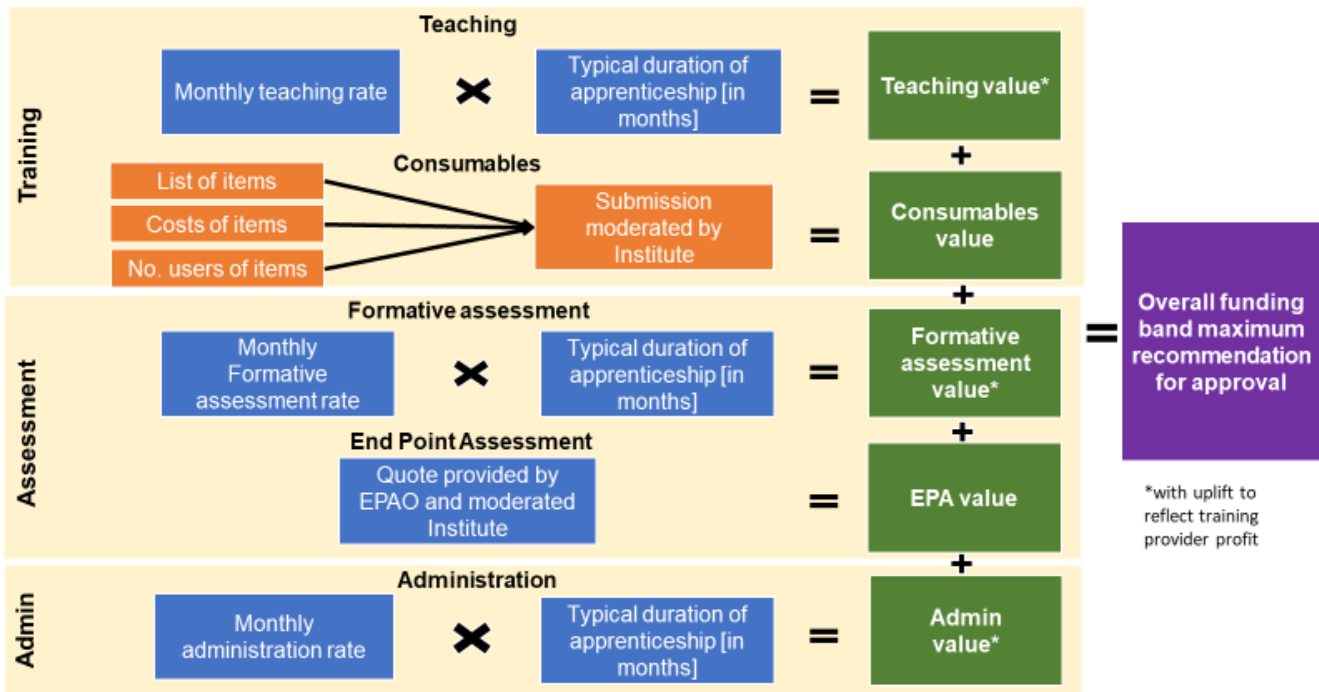 Training
Teaching
Monthly teaching rate
×
Typical duration of
apprenticeship [in
months]
=
Teaching value*
+
Consumables
List of items
Costs of items
No. users of items
Submission
moderated by
Institute
=
Consumables
value
+
Assessment
Formative assessment
Monthly
Formative
assessment rate
×
Typical duration of
apprenticeship [in
months]
=
Formative
assessment
value*
+
End Point Assessment
Quote provided by
EPAO and moderated
Institute
=
EPA value
+
Admin
Administration
Monthly
administration rate
×
Typical duration of
apprenticeship [in
months]
=
Admin
value*
=
Overall funding
band maximum
recommendation
for approval
*with uplift to
reflect training
provider profit